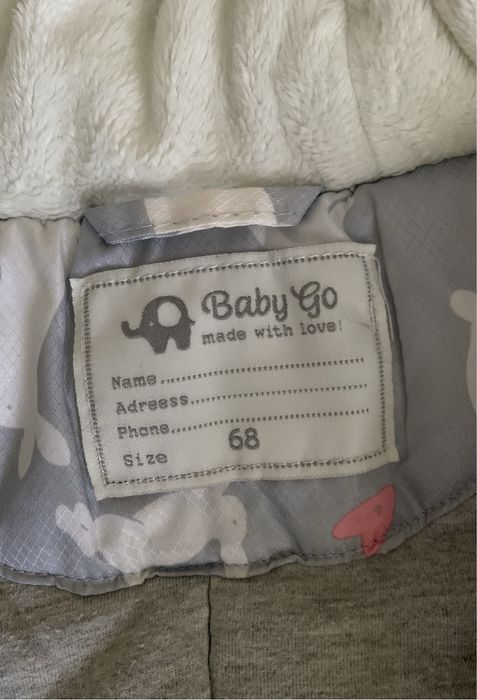 Baby Go
made with love!
Name
Adreess
Phone
Size 68